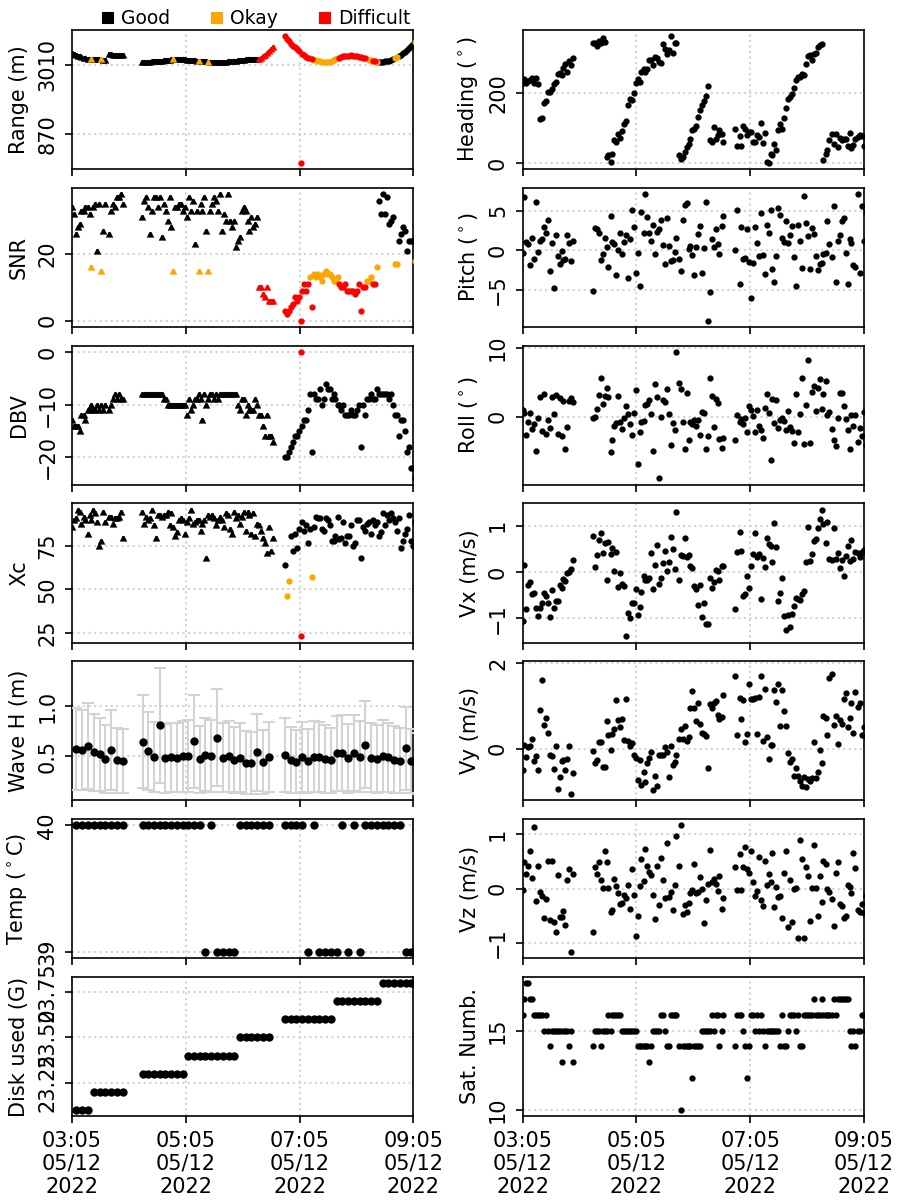 Good Okay Difficult
Range (m)
3010
870
Heading (°)
200
0
SNR
20
0
Pitch (°)
5
0
−5
DBV
0
−10
−20
Roll (°)
10
0
Xc
75
50
25
Vx (m/s)
1
0
−1
Wave H (m)
1.0
0.5
Vy (m/s)
2
0
Temp (°C)
40
39
Vz (m/s)
1
0
−1
Disk used (G)
23.75
23.50
23.25
Sat. Numb.
15
10
03:05 05:05 07:05 09:05 03:05 05:05 07:05 09:05
05/12 05/12 05/12 05/12 05/12 05/12 05/12 05/12
2022 2022 2022 2022 2022 2022 2022 2022